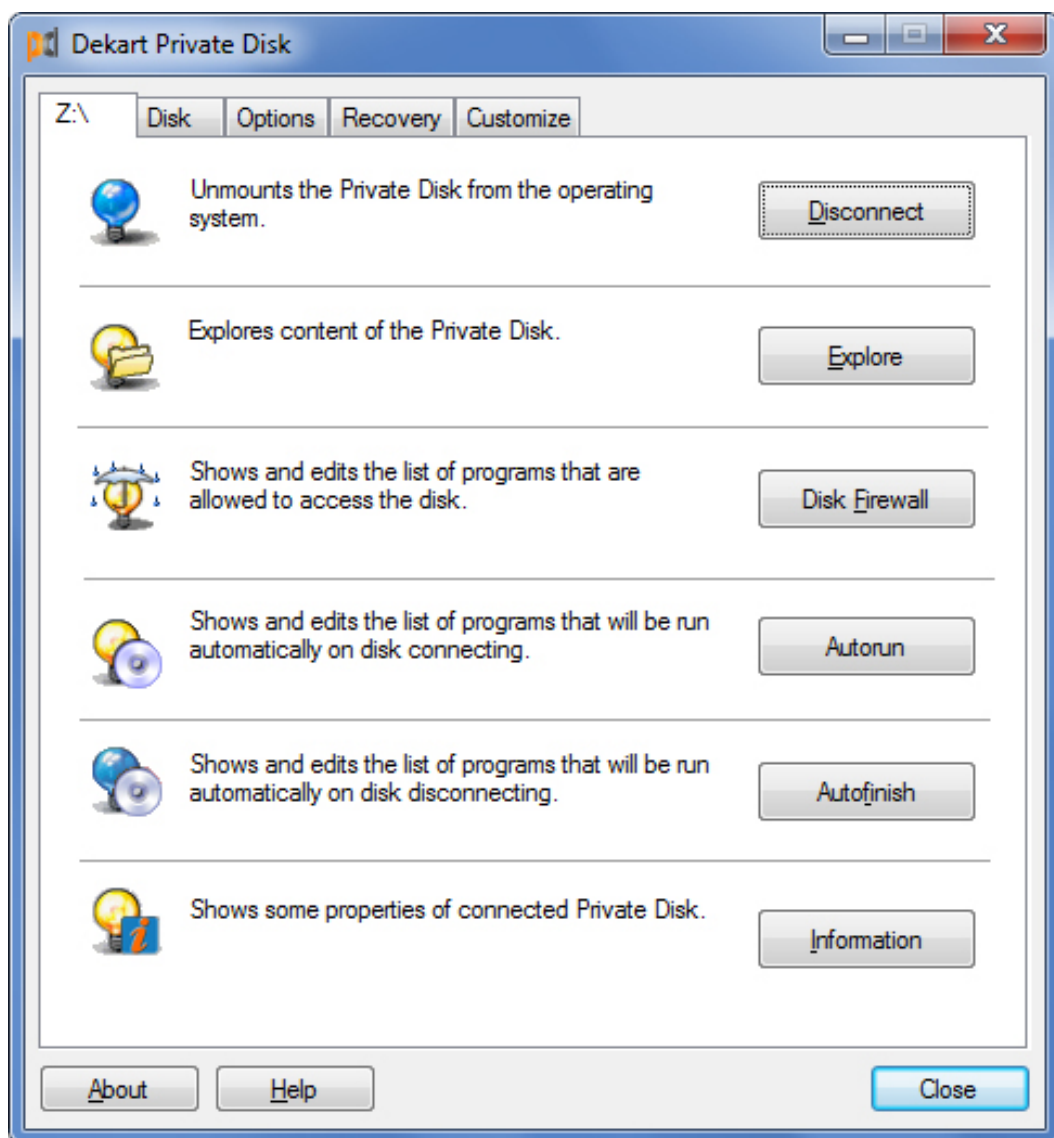 Dekart Private Disk
Z:\ Disk Options Recovery Customize
Unmounts the Private Disk from the operating
system.
Disconnect
Explores content of the Private Disk.
Explore
Shows and edits the list of programs that are
allowed to access the disk.
Disk Firewall
Shows and edits the list of programs that will be run
automatically on disk connecting.
Autorun
Shows and edits the list of programs that will be run
automatically on disk disconnecting.
Autofinish
Shows some properties of connected Private Disk.
Information
About Help Close